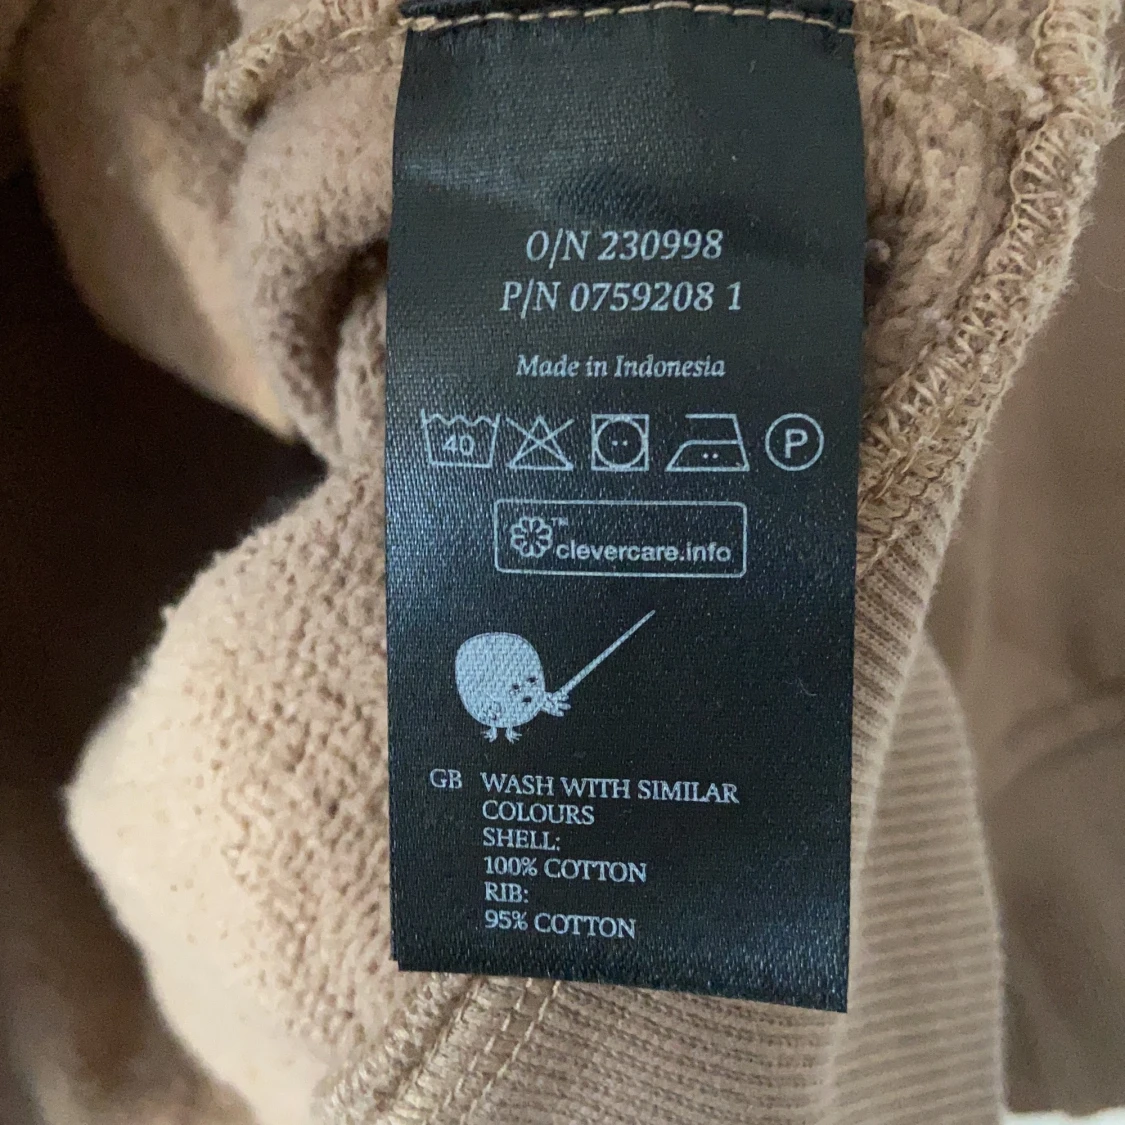 O/N 230998
P/N 0759208 1
Made in Indonesia
40 P
™
clevercare.info
GB WASH WITH SIMILAR
COLOURS
SHELL:
100% COTTON
RIB:
95% COTTON